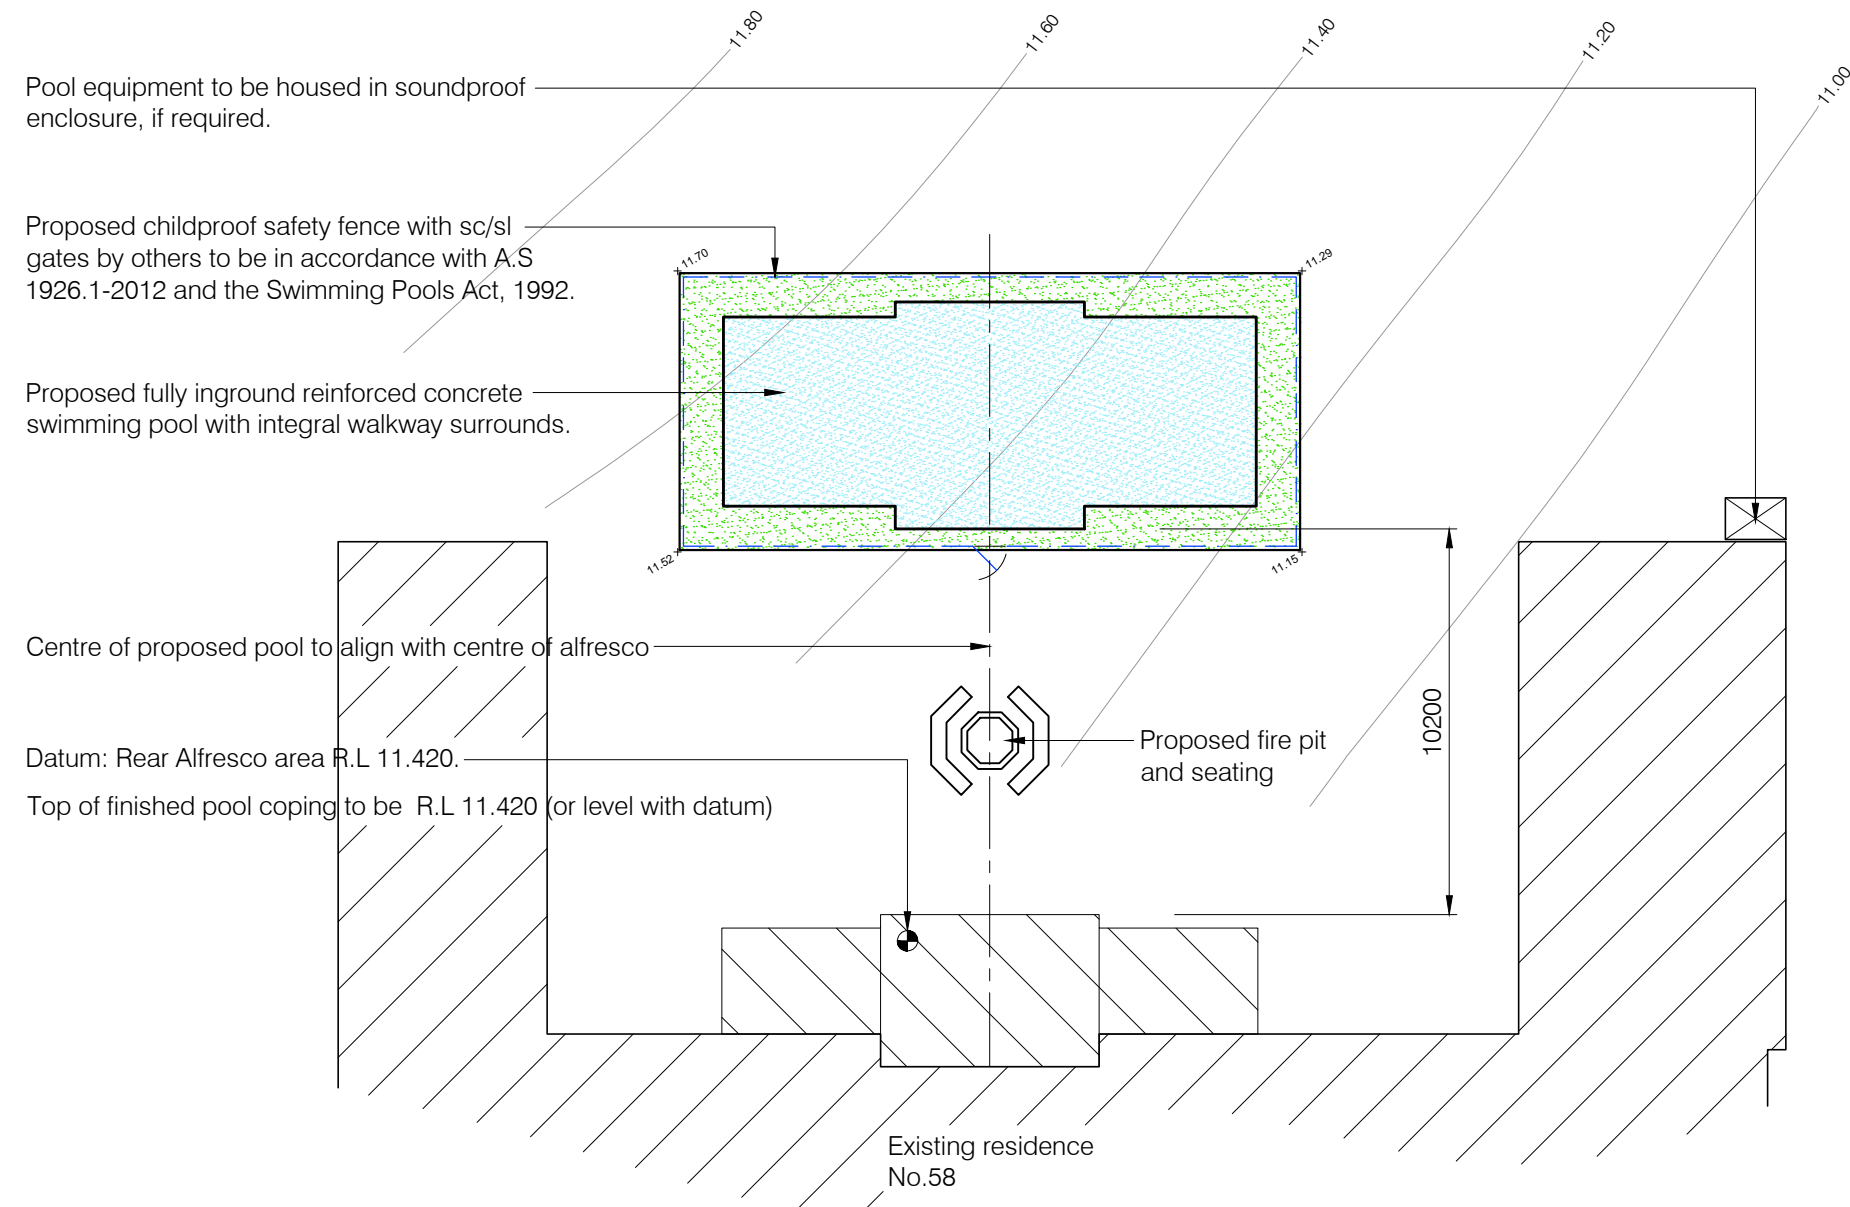 11.80
11.60
11.40
11.20
11.00
Pool equipment to be housed in soundproof
enclosure, if required.
Proposed childproof safety fence with sc/sl
gates by others to be in accordance with A.S
1926.1-2012 and the Swimming Pools Act, 1992.
11.70
11.29
Proposed fully inground reinforced concrete
swimming pool with integral walkway surrounds.
11.52
11.15
Centre of proposed pool to align with centre of alfresco
10200
Proposed fire pit
and seating
Datum: Rear Alfresco area R.L 11.420.
Top of finished pool coping to be R.L 11.420 (or level with datum)
Existing residence
No.58